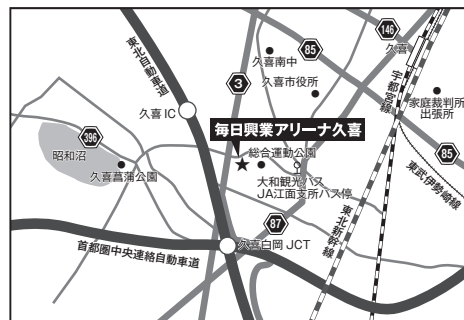 東北自動車道
146
久喜
久喜南中
85
宇都宮線
3
久喜市役所
家庭裁判所
出張所
久喜 IC
毎日興業アリーナ久喜
396
昭和沼
久喜菖蒲公園
総合運動公園
85
大和観光バス
JA江面支所バス停
東武伊勢崎線
87
東北新幹線
久喜白岡 JCT
首都圏中央連絡自動車道